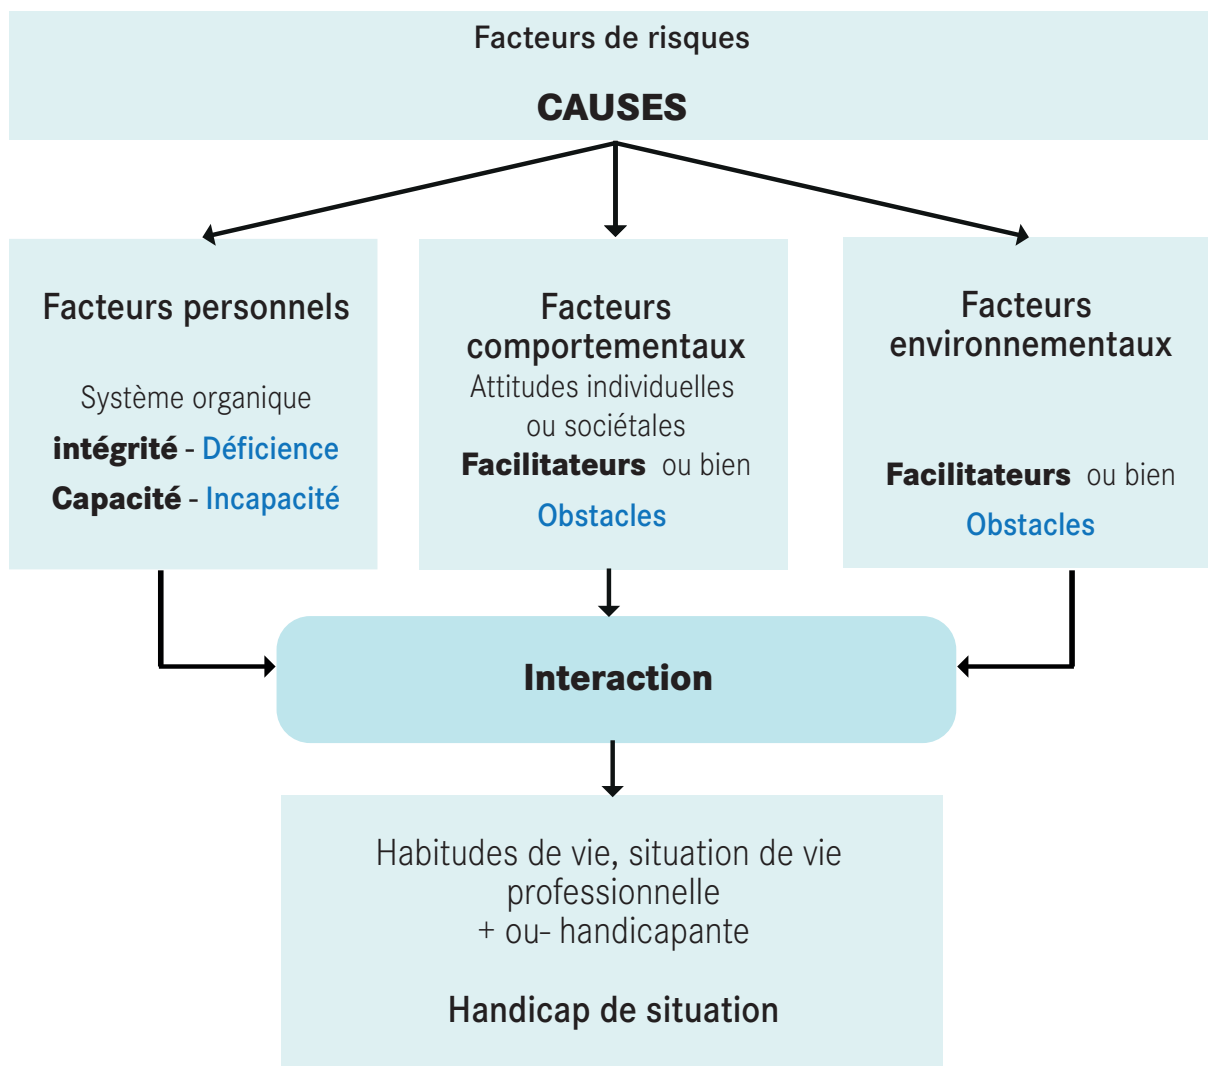 Facteurs de risques
CAUSES
Facteurs personnels
Système organique
intégrité - Déficience
Capacité - Incapacité
Facteurs
comportementaux
Attitudes individuelles
ou sociétales
Facilitateurs ou bien
Obstacles
Facteurs
environnementaux
Facilitateurs ou bien
Obstacles
Interaction
Habitudes de vie, situation de vie
professionnelle
+ ou- handicapante
Handicap de situation